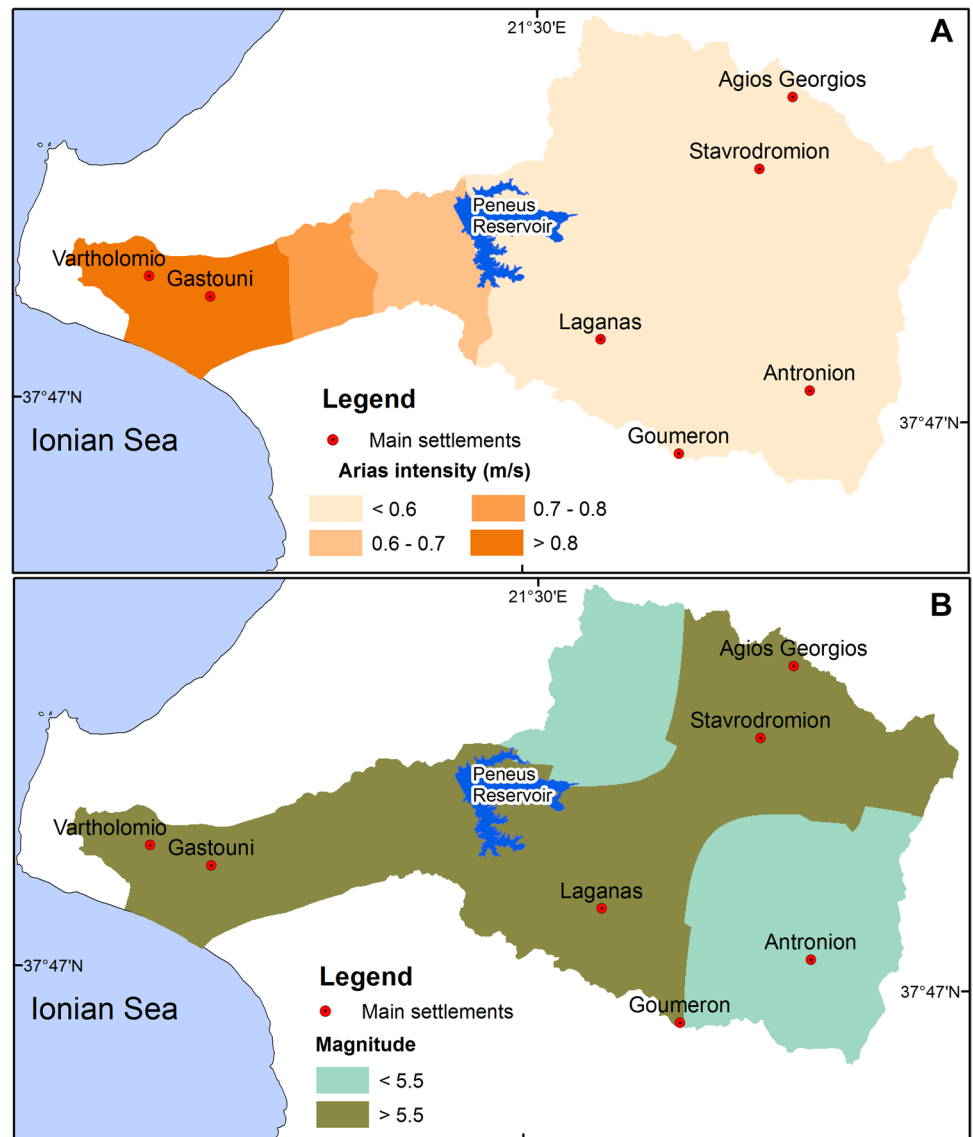 21°30'E
A
Agios Georgios
Stavrodromion
Peneus
Reservoir
Vartholomio
Gastouni
Laganas
Antronion
37°47'N
37°47'N
Ionian Sea
Goumeron
Legend
Main settlements
Arias intensity (m/s)
< 0.6
0.7 - 0.8
0.6 - 0.7
> 0.8
21°30'E
B
Agios Georgios
Stavrodromion
Peneus
Reservoir
Vartholomio
Gastouni
Laganas
Antronion
37°47'N
37°47'N
Ionian Sea
Goumeron
Legend
Main settlements
Magnitude
< 5.5
> 5.5